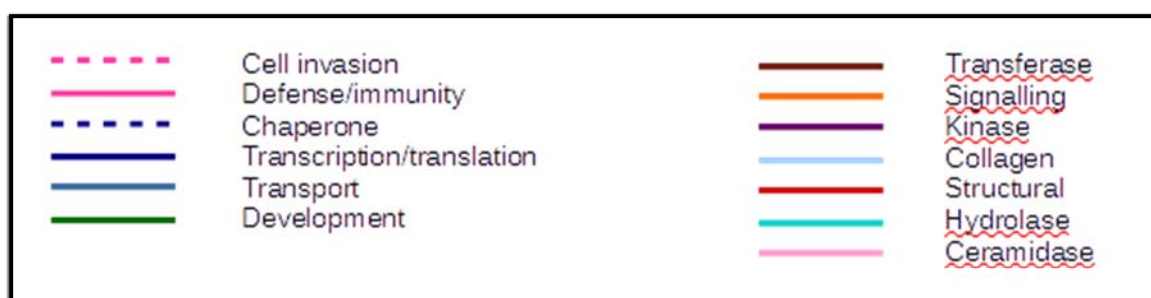 Cell invasion
Defense/immunity
Chaperone
Transcription/translation
Transport
Development
Transferase
Signalling
Kinase
Collagen
Structural
Hydrolase
Ceramidase